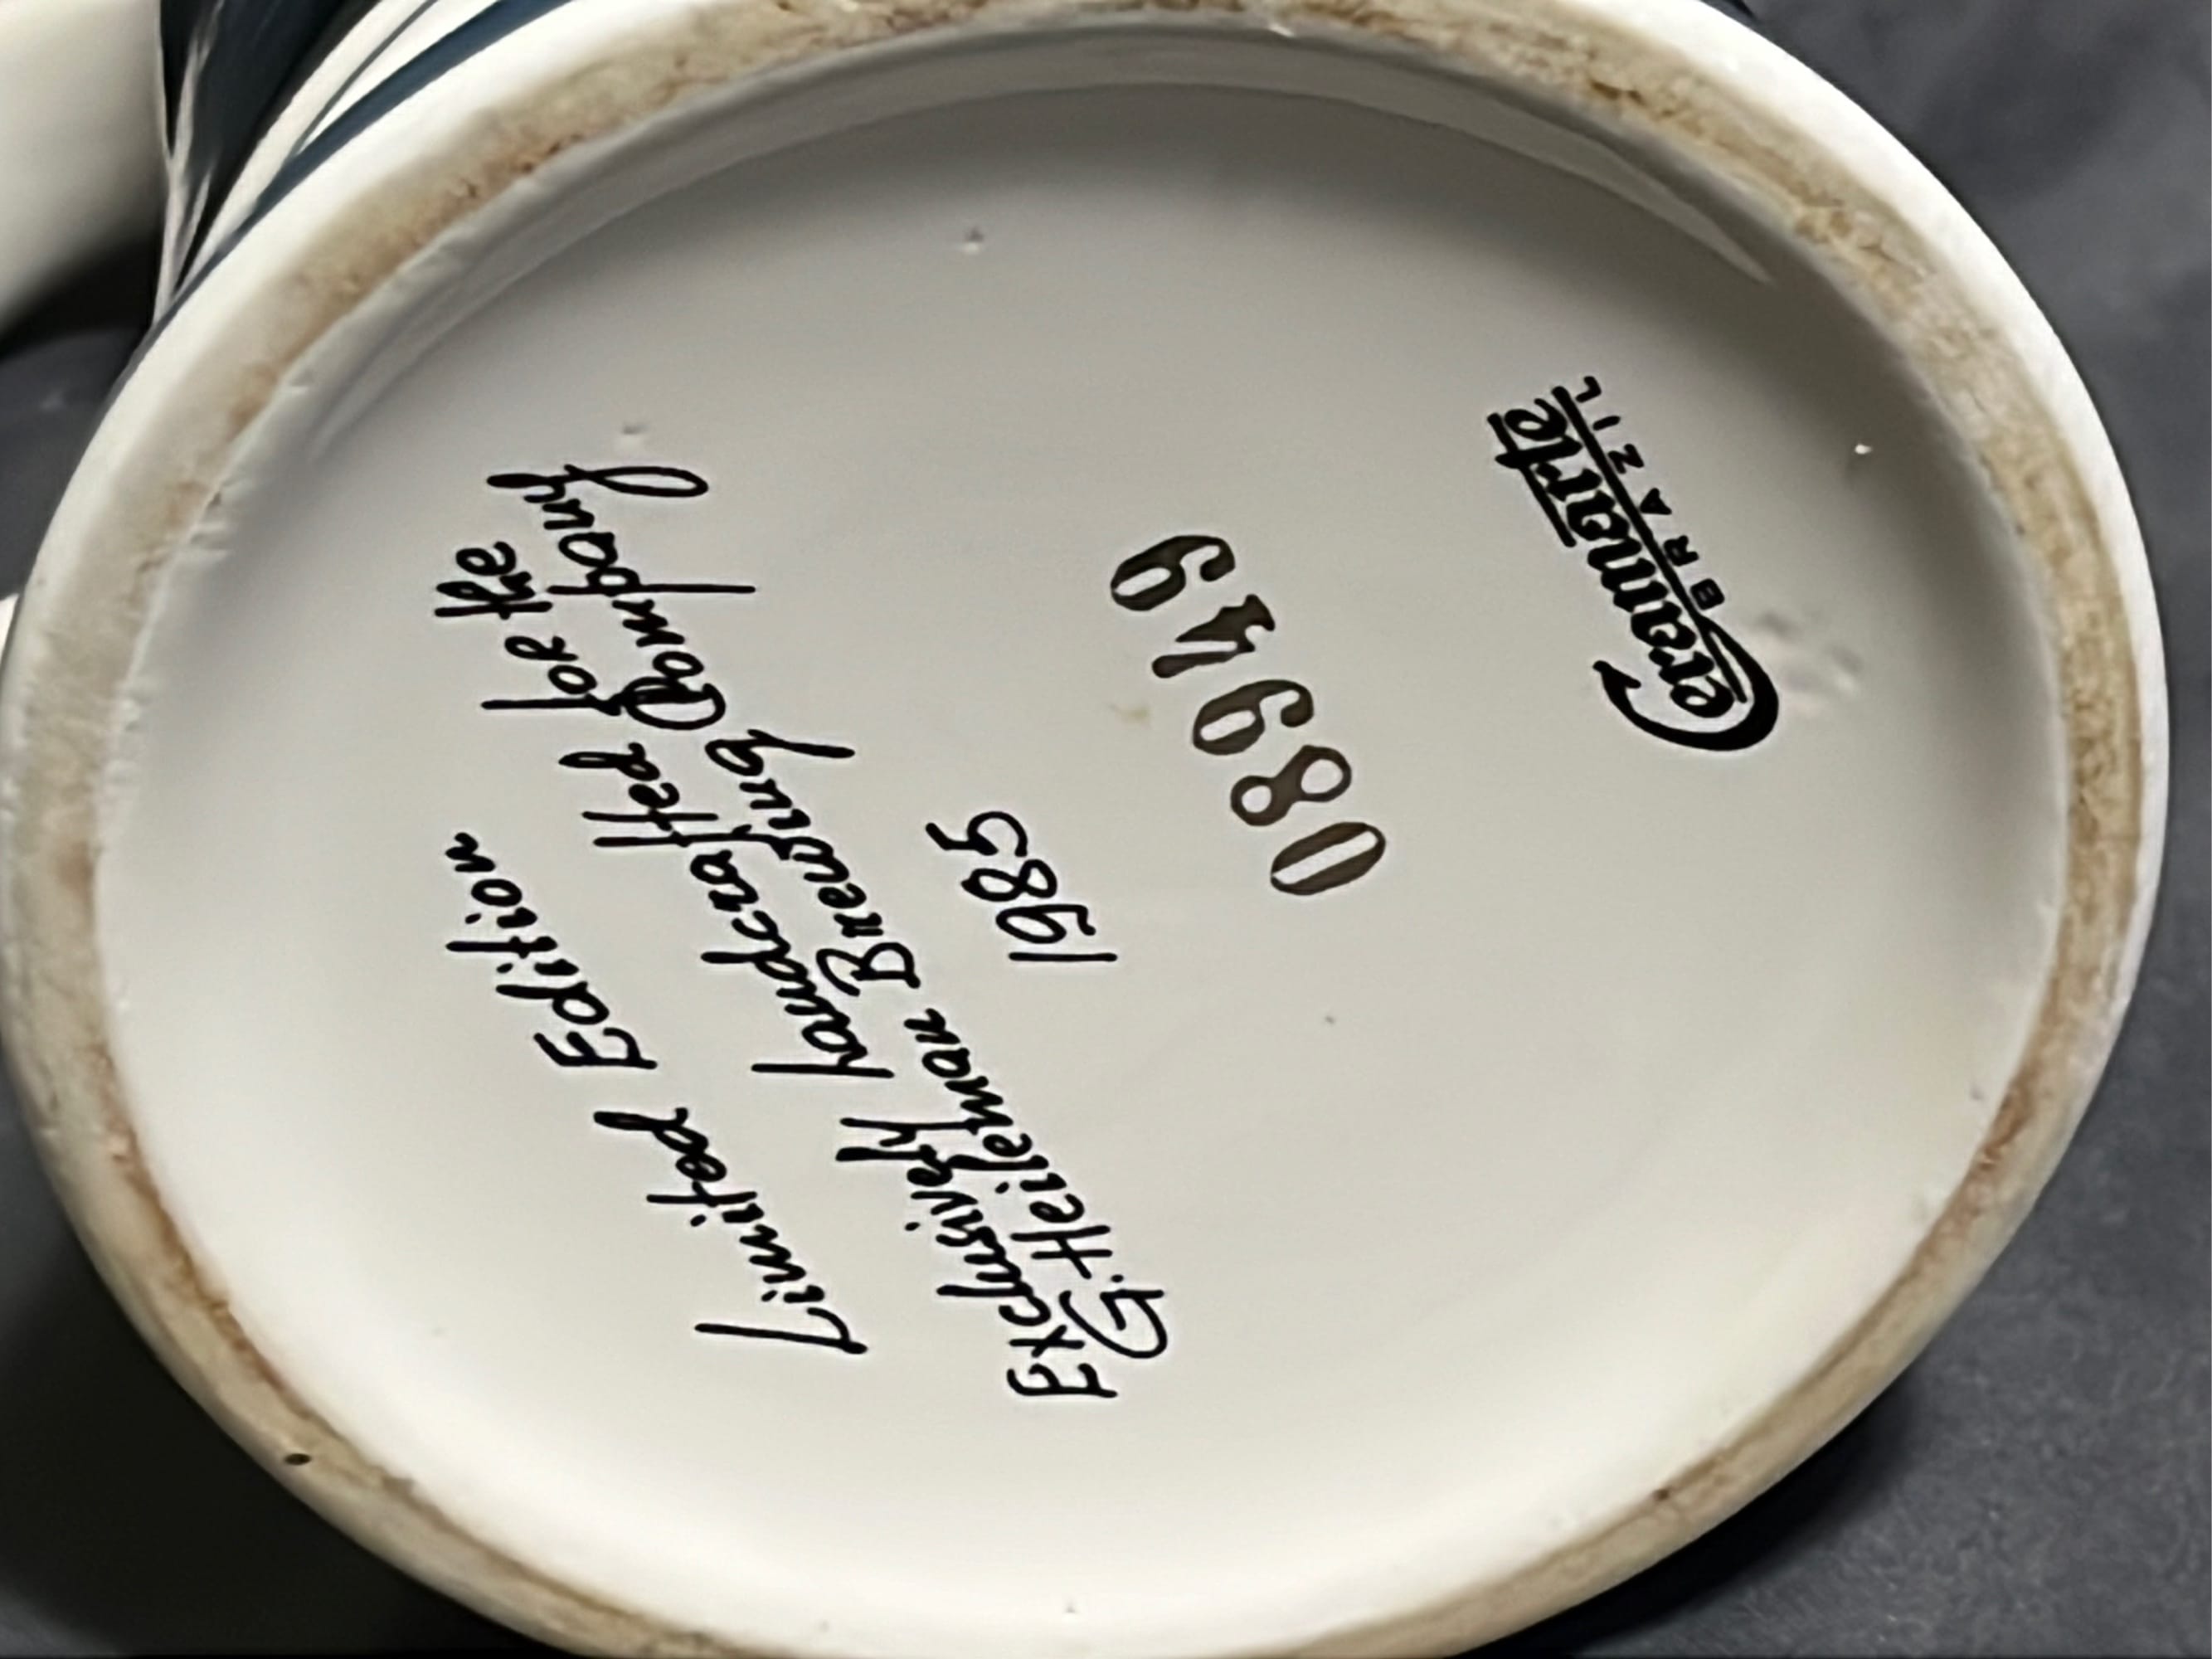 Limited Edition
Exclusively handcrafted for the
G. Heileman Brewing Company
1985
08949
Ceramarte
BRAZIL